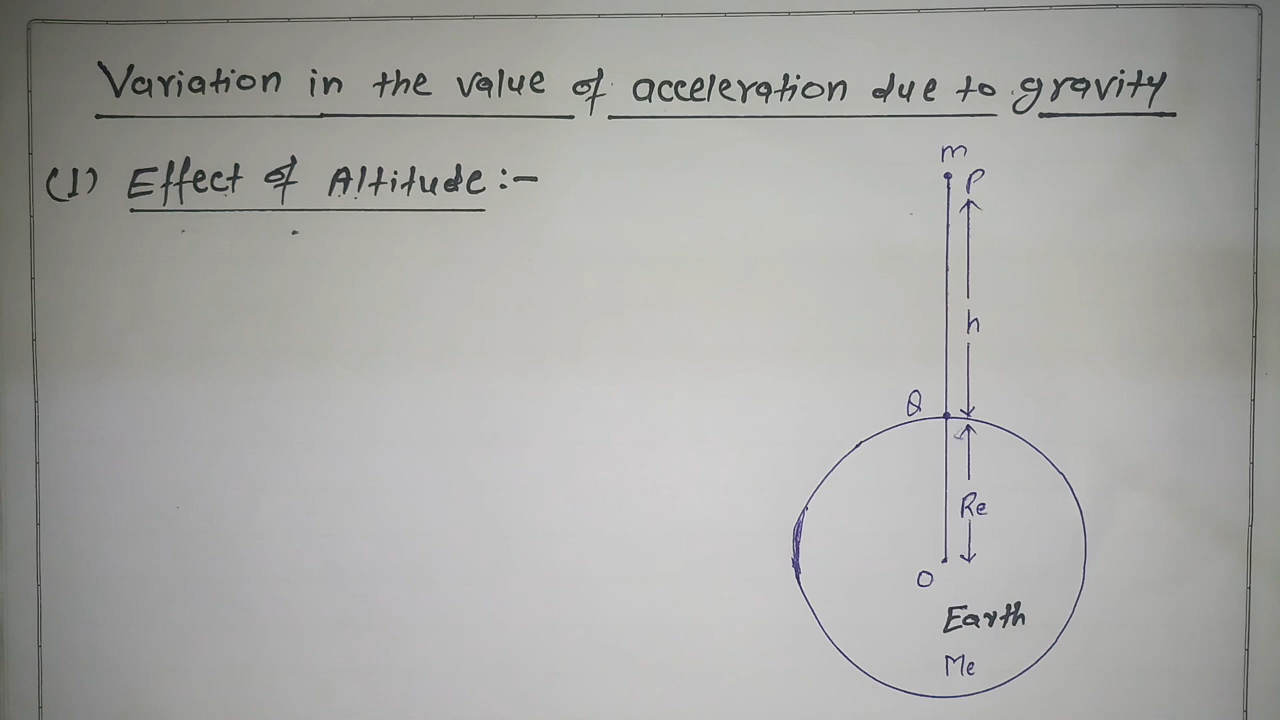 Variation in the value of acceleration due to gravity
(1) Effect of Altitude :-
m
P
h
Q
Re
O
Earth
Me